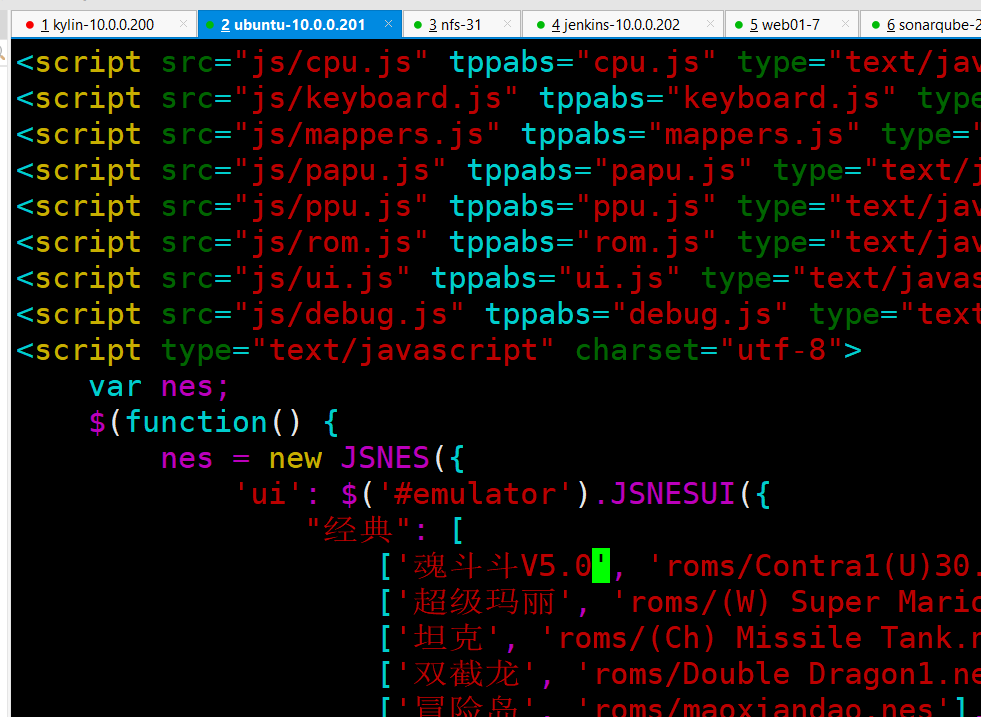 1 kylin-10.0.0.200 2 ubuntu-10.0.0.201 3 nfs-31 4 jenkins-10.0.0.202 5 web01-7 6 sonarqube-2
<script src="js/cpu.js" tppabs="cpu.js" type="text/jav
<script src="js/keyboard.js" tppabs="keyboard.js" type
<script src="js/mappers.js" tppabs="mappers.js" type="
<script src="js/papu.js" tppabs="papu.js" type="text/j
<script src="js/ppu.js" tppabs="ppu.js" type="text/jav
<script src="js/rom.js" tppabs="rom.js" type="text/jav
<script src="js/ui.js" tppabs="ui.js" type="text/javas
<script src="js/debug.js" tppabs="debug.js" type="text
<script type="text/javascript" charset="utf-8">
var nes;
$(function() {
nes = new JSNES({
'ui': $('#emulator').JSNESUI({
"经典": [
['魂斗斗V5.0', 'roms/Contra1(U)30.
['超级玛丽', 'roms/(W) Super Mario
['坦克', 'roms/(Ch) Missile Tank.n
['双截龙', 'roms/Double Dragon1.ne
['冒险岛', 'roms/maoxiandao.nes'],